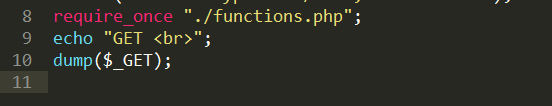 8 require_once "./functions.php";
9 echo "GET <br>";
10 dump($_GET);
11